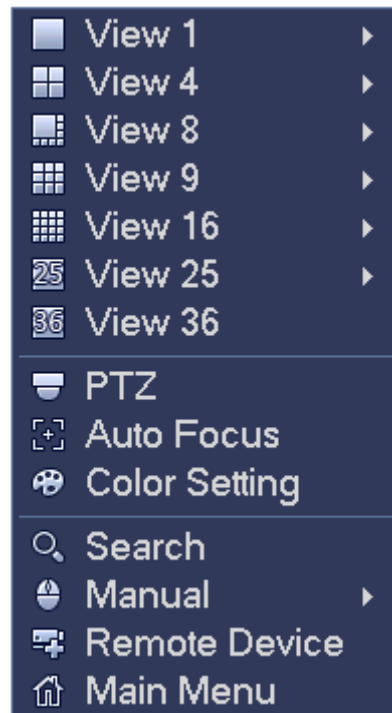 View 1
View 4
View 8
View 9
View 16
25 View 25
36 View 36
PTZ
Auto Focus
Color Setting
Search
Manual
Remote Device
Main Menu